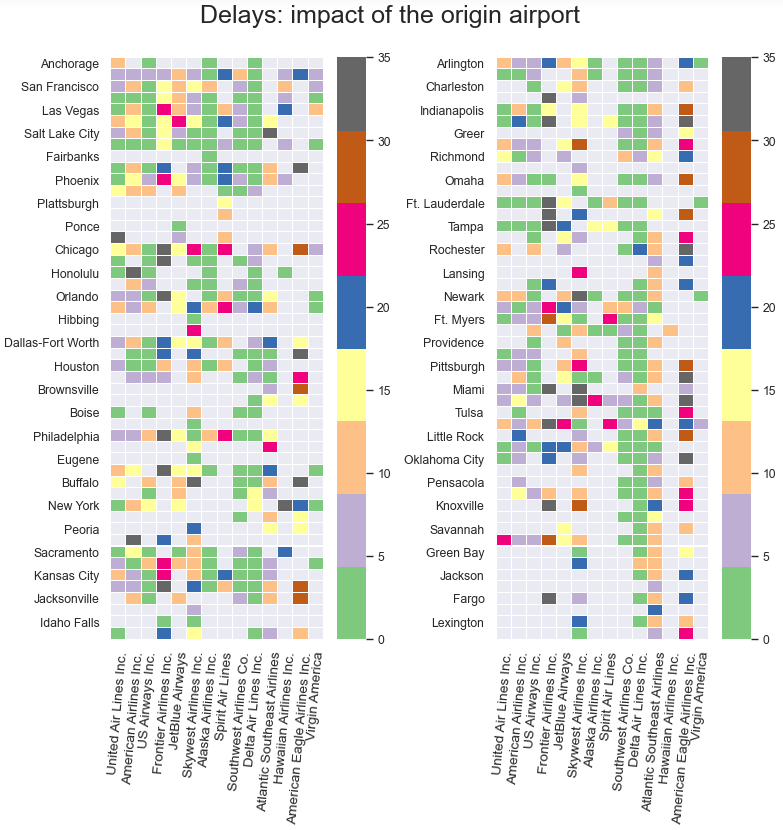 Delays: impact of the origin airport
Anchorage
San Francisco
Las Vegas
Salt Lake City
Fairbanks
Phoenix
Plattsburgh
Ponce
Chicago
Honolulu
Orlando
Hibbing
Dallas-Fort Worth
Houston
Brownsville
Boise
Philadelphia
Eugene
Buffalo
New York
Peoria
Sacramento
Kansas City
Jacksonville
Idaho Falls
United Air Lines Inc.
American Airlines Inc.
US Airways Inc.
Frontier Airlines Inc.
JetBlue Airways
Skywest Airlines Inc.
Alaska Airlines Inc.
Spirit Air Lines
Southwest Airlines Co.
Delta Air Lines Inc.
Atlantic Southeast Airlines
Hawaiian Airlines Inc.
American Eagle Airlines Inc.
Virgin America
35
30
25
20
15
10
5
0
Arlington
Charleston
Indianapolis
Greer
Richmond
Omaha
Ft. Lauderdale
Tampa
Rochester
Lansing
Newark
Ft. Myers
Providence
Pittsburgh
Miami
Tulsa
Little Rock
Oklahoma City
Pensacola
Knoxville
Savannah
Green Bay
Jackson
Fargo
Lexington
United Air Lines Inc.
American Airlines Inc.
US Airways Inc.
Frontier Airlines Inc.
JetBlue Airways
Skywest Airlines Inc.
Alaska Airlines Inc.
Spirit Air Lines
Southwest Airlines Co.
Delta Air Lines Inc.
Atlantic Southeast Airlines
Hawaiian Airlines Inc.
American Eagle Airlines Inc.
Virgin America
35
30
25
20
15
10
5
0